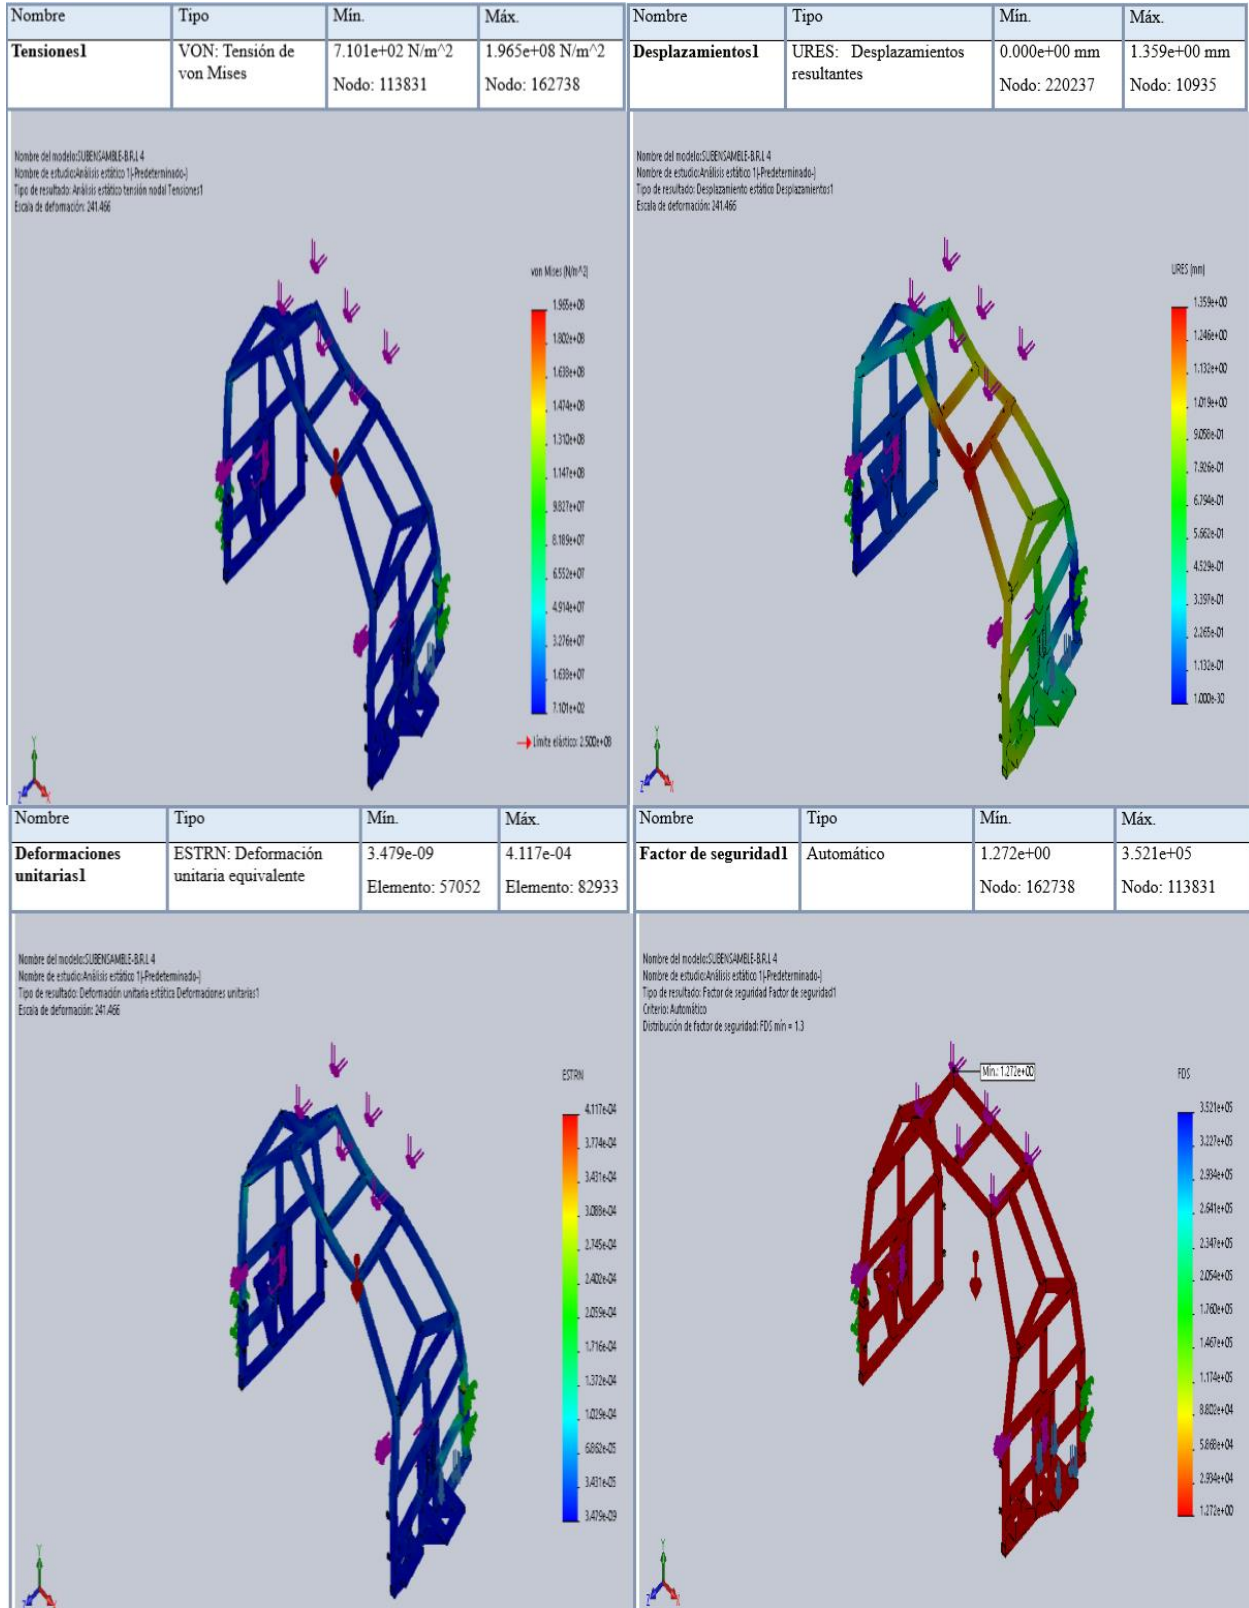 Nombre Tipo Mín. Máx.
Tensiones1 VON: Tensión de von Mises 7.101e+02 N/m^2 1.965e+08 N/m^2
Nodo: 113831 Nodo: 162738
Nombre Tipo Mín. Máx.
Desplazamientos1 URES: Desplazamientos resultantes 0.000e+00 mm 1.359e+00 mm
Nodo: 220237 Nodo: 10935
Nombre del modelo:SUBENSAMBLE-B.R.L 4
Nombre de estudio:Análisis estático 1(-Predeterminado-)
Tipo de resultado: Análisis estático tensión nodal Tensiones1
Escala de deformación: 241.466
von Mises (N/m^2)
1.965e+08
1.802e+08
1.638e+08
1.474e+08
1.310e+08
1.147e+08
9.827e+07
8.189e+07
6.552e+07
4.914e+07
3.276e+07
1.638e+07
7.101e+02
Límite elástico: 2.500e+08
Y
Z
X
Nombre del modelo:SUBENSAMBLE-B.R.L 4
Nombre de estudio:Análisis estático 1(-Predeterminado-)
Tipo de resultado: Desplazamiento estático Desplazamientos1
Escala de deformación: 241.466
URES (mm)
1.359e+00
1.246e+00
1.132e+00
1.019e+00
9.058e-01
7.926e-01
6.794e-01
5.662e-01
4.529e-01
3.397e-01
2.265e-01
1.132e-01
1.000e-30
Y
Z
X
Nombre Tipo Mín. Máx.
Deformaciones unitarias1 ESTRN: Deformación unitaria equivalente 3.479e-09 4.117e-04
Elemento: 57052 Elemento: 82933
Nombre Tipo Mín. Máx.
Factor de seguridad1 Automático 1.272e+00 3.521e+05
Nodo: 162738 Nodo: 113831
Nombre del modelo:SUBENSAMBLE-B.R.L 4
Nombre de estudio:Análisis estático 1(-Predeterminado-)
Tipo de resultado: Deformación unitaria estática Deformaciones unitarias1
Escala de deformación: 241.466
ESTRN
4.117e-04
3.774e-04
3.431e-04
3.088e-04
2.745e-04
2.402e-04
2.059e-04
1.716e-04
1.372e-04
1.029e-04
6.862e-05
3.431e-05
3.479e-09
Y
Z
X
Nombre del modelo:SUBENSAMBLE-B.R.L 4
Nombre de estudio:Análisis estático 1(-Predeterminado-)
Tipo de resultado: Factor de seguridad Factor de seguridad1
Criterio: Automático
Distribución de factor de seguridad: FDS mín = 1.3
Mín.: 1.272e+00
FDS
3.521e+05
3.227e+05
2.934e+05
2.641e+05
2.347e+05
2.054e+05
1.760e+05
1.467e+05
1.174e+05
8.802e+04
5.868e+04
2.934e+04
1.272e+00
Y
Z
X